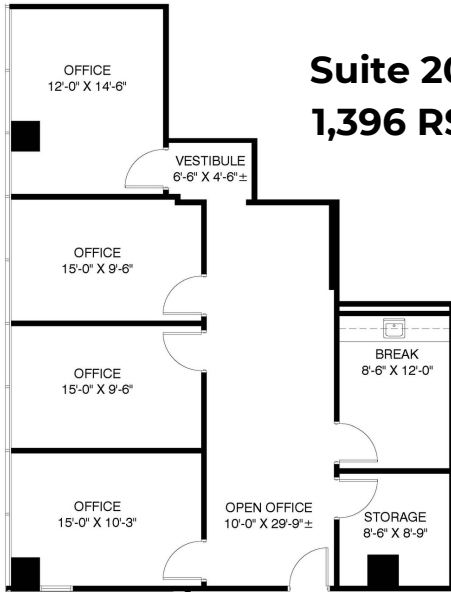 Suite 20
1,396 RS
OFFICE
12'-0" X 14'-6"
VESTIBULE
6'-6" X 4'-6"±
OFFICE
15'-0" X 9'-6"
OFFICE
15'-0" X 9'-6"
BREAK
8'-6" X 12'-0"
OFFICE
15'-0" X 10'-3"
OPEN OFFICE
10'-0" X 29'-9"±
STORAGE
8'-6" X 8'-9"